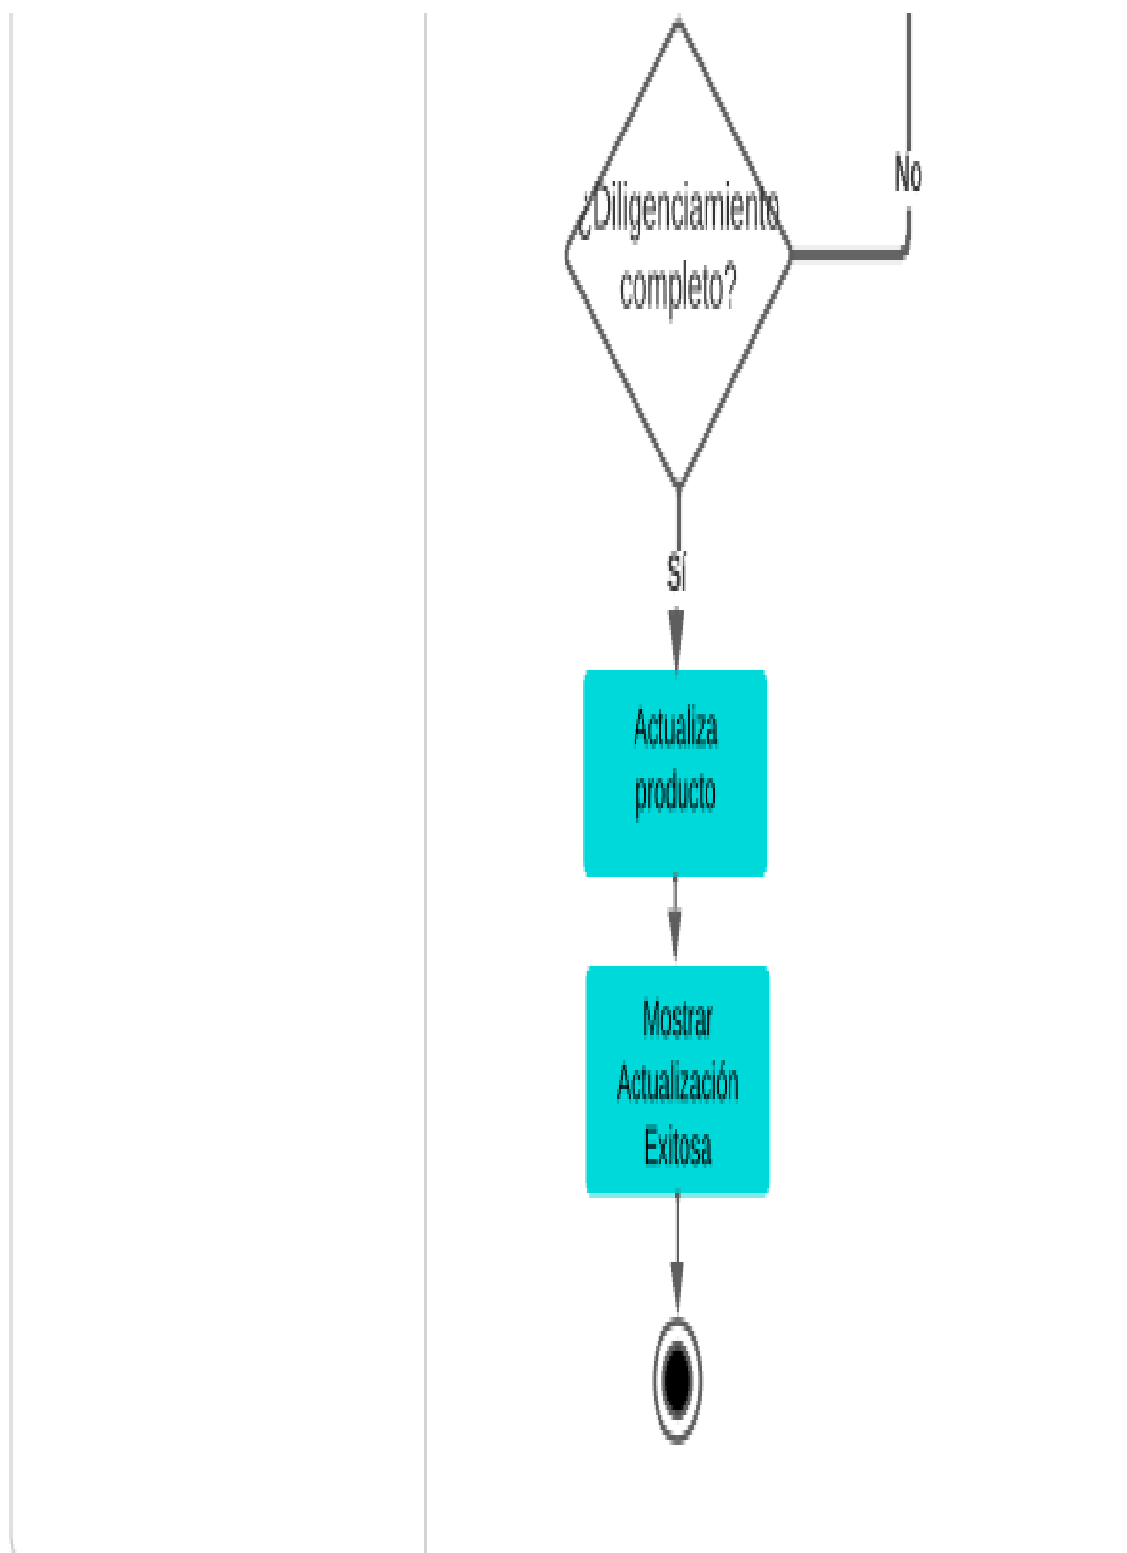 No
¿Diligenciamiento
completo?
sí
Actualiza
producto
Mostrar
Actualización
Exitosa